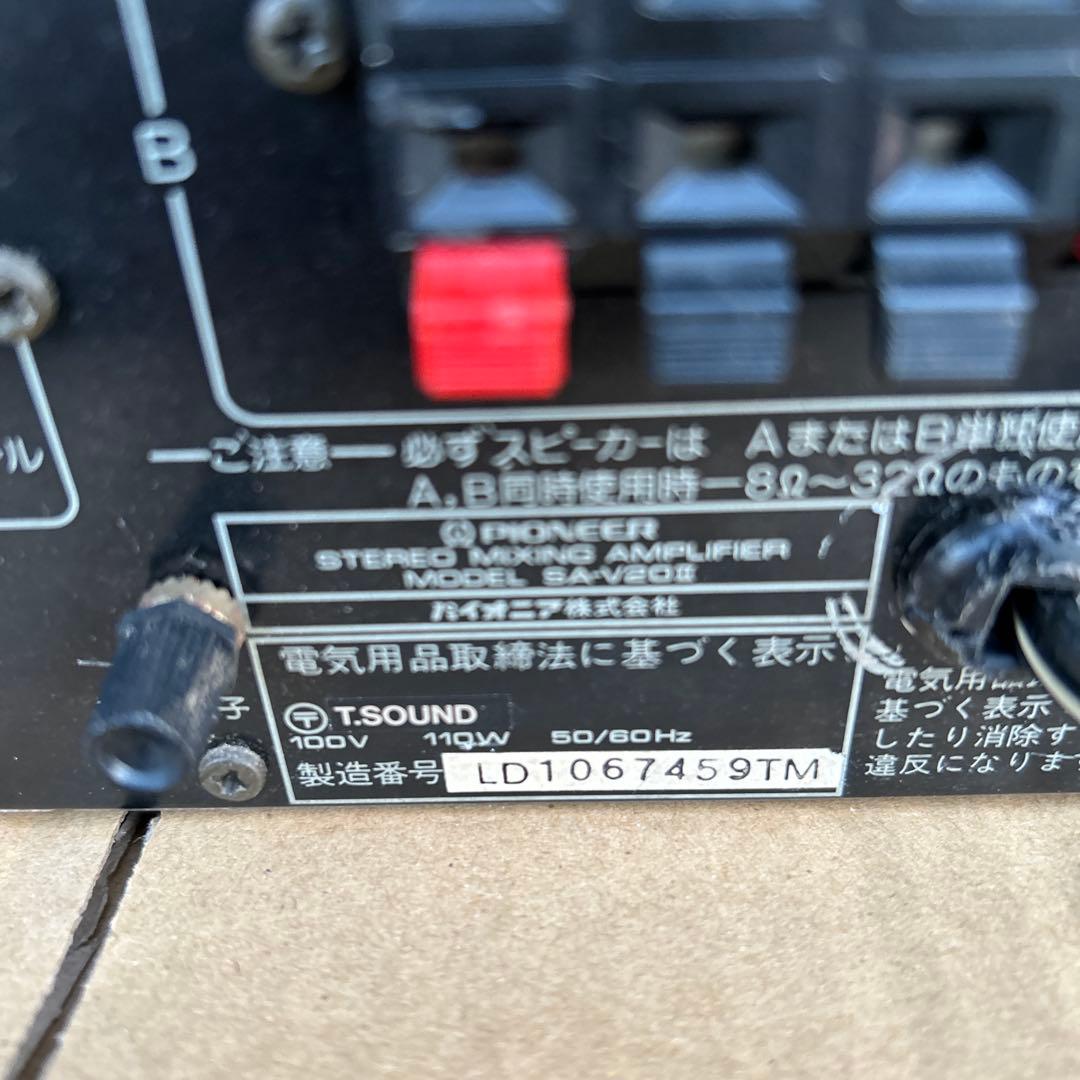 B
ール
ご注意 必ずスピーカーは Aまたは B単独使
A,B同時使用時ー8Ω〜32Ωのもの
PIONEER
STEREO MIXING AMPLIFIER
MODEL SA-V20II
パイオニア株式会社
電気用品取締法に基づく表示
子
〒 T.SOUND
100V 110W 50/60Hz
製造番号 LD1067459TM
電気用品
基づく表示
したり消除す
違反になります